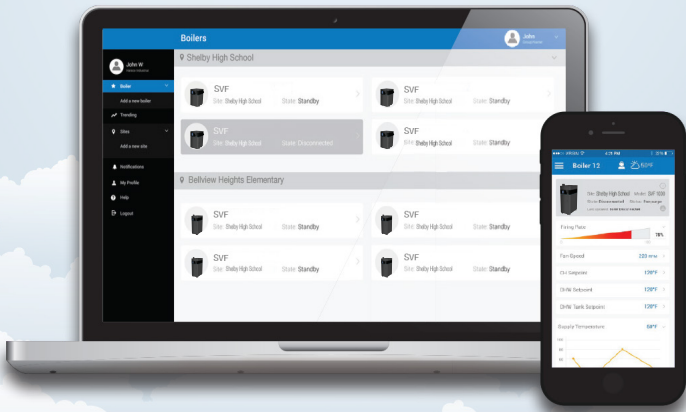 Boilers
John
John W
Shelby High School
Boiler
Add a new boiler
Trending
Sites
Add a new site
Notifications
My Profile
Help
Logout
SVF
Site: Shelby High School State: Standby
SVF
Site: Shelby High School State: Standby
SVF
Site: Shelby High School State: Disconnected
SVF
Site: Shelby High School State: Standby
Bellview Heights Elementary
SVF
Site: Shelby High School State: Standby
SVF
Site: Shelby High School State: Standby
SVF
Site: Shelby High School State: Standby
SVF
Site: Shelby High School State: Standby
4:21 PM
Boiler 12
Site: Shelby High School Model: SVF
State: Disconnected
Firing Rate
Fan Speed
CH Setpoint 120°F
DHW Setpoint 120°F
DHW Tank Setpoint 120°F
Supply Temperature